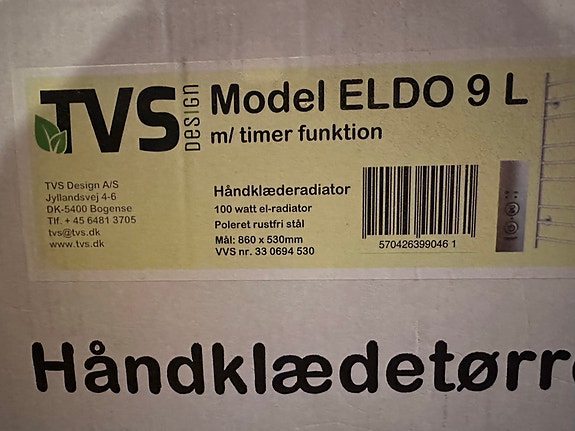 TVS DESIGN
Model ELDO 9 L
m/ timer funktion
TVS Design A/S
Jyllandsvej 4-6
DK-5400 Bogense
Tlf. + 45 6481 3705
tvs@tvs.dk
www.tvs.dk
Håndklæderadiator
100 watt el-radiator
Poleret rustfri stål
Mål: 860 x 530mm
VVS nr. 33 0694 530
570426399046 1